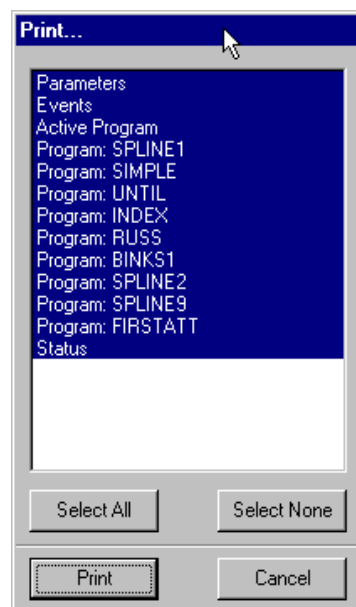 Print...
Parameters
Events
Active Program
Program: SPLINE1
Program: SIMPLE
Program: UNTIL
Program: INDEX
Program: RUSS
Program: BINKS1
Program: SPLINE2
Program: SPLINE9
Program: FIRSTATT
Status
Select All
Select None
Print
Cancel